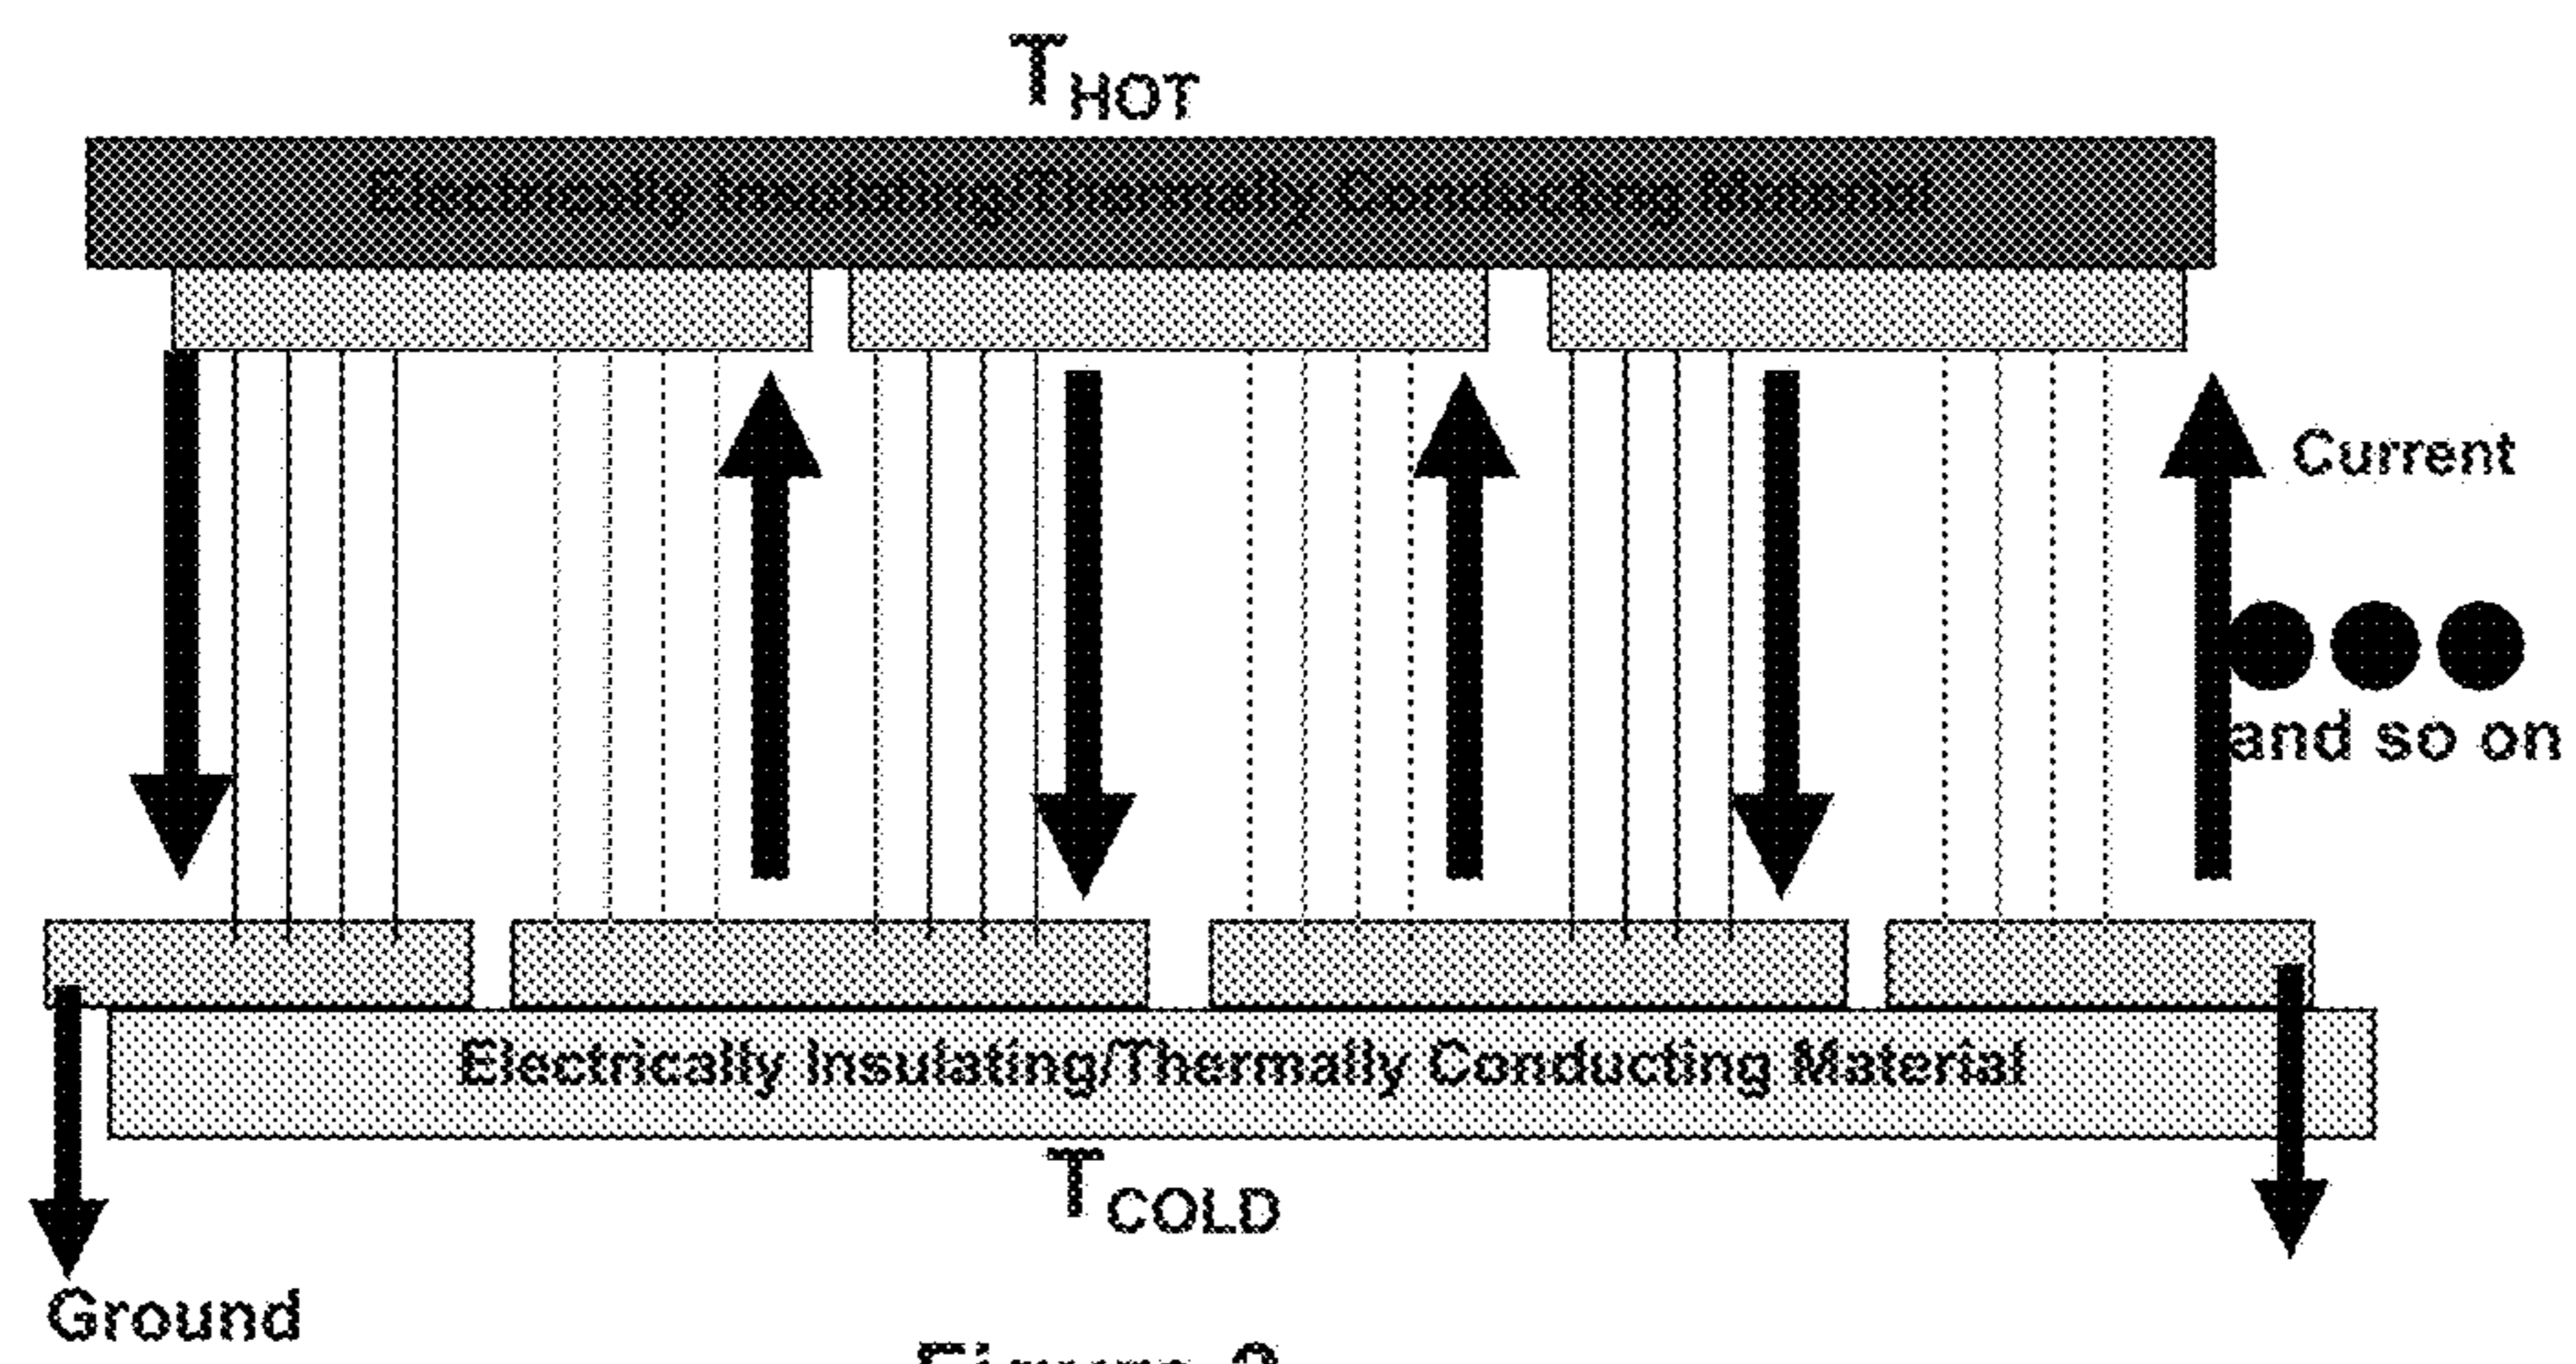 THOT
Electrically Insulating/Thermally Conducting Material
Current
and so on
Electrically Insulating/Thermally Conducting Material
TCOLD
Ground